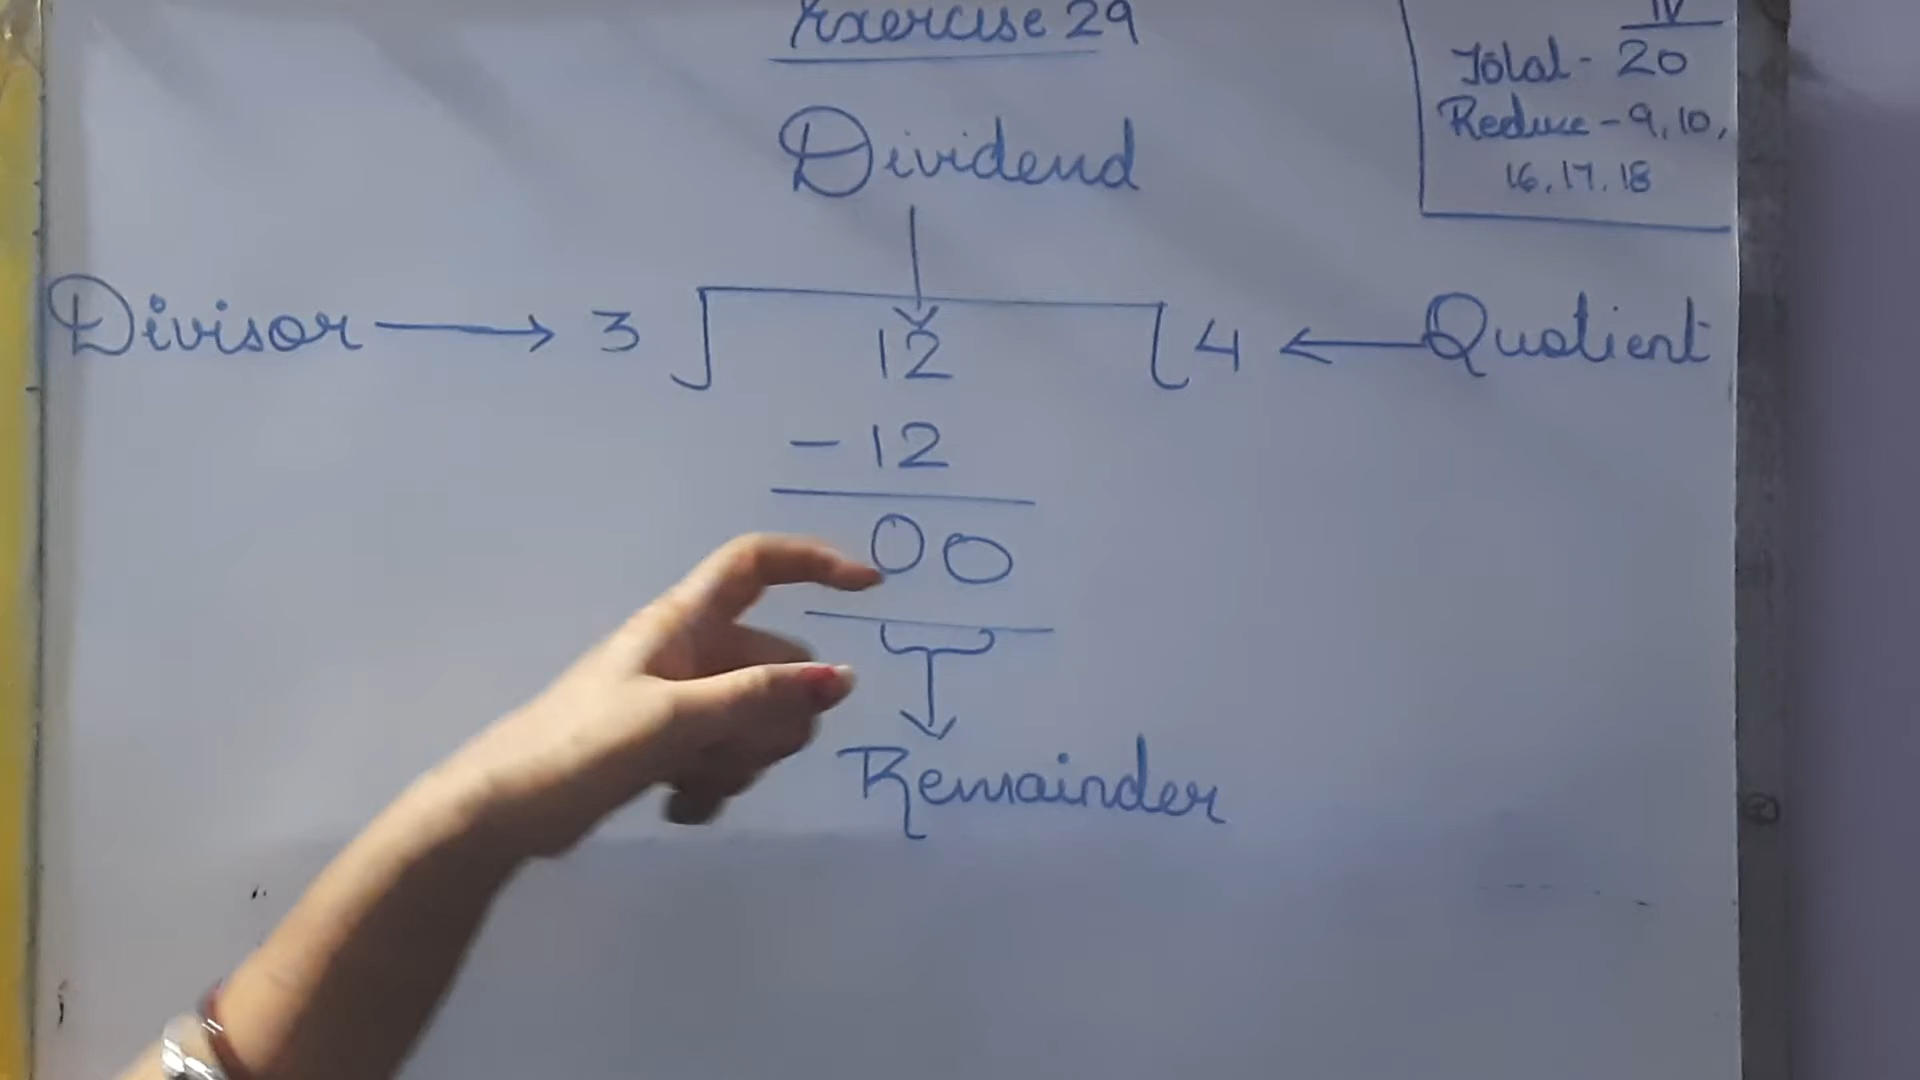 Exercise 29
IV
Total - 20
Reduce - 9, 10,
16, 17, 18
Dividend
Divisor → 3 12 4 ← Quotient
- 12
00
Remainder